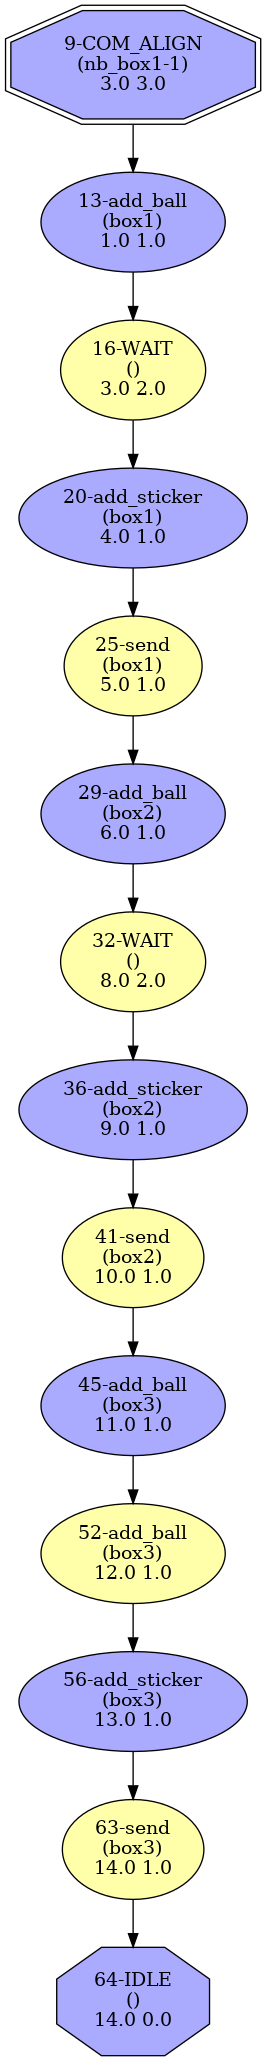 9-COM_ALIGN
(nb_box1-1)
3.0 3.0
13-add_ball
(box1)
1.0 1.0
16-WAIT
()
3.0 2.0
20-add_sticker
(box1)
4.0 1.0
25-send
(box1)
5.0 1.0
29-add_ball
(box2)
6.0 1.0
32-WAIT
()
8.0 2.0
36-add_sticker
(box2)
9.0 1.0
41-send
(box2)
10.0 1.0
45-add_ball
(box3)
11.0 1.0
52-add_ball
(box3)
12.0 1.0
56-add_sticker
(box3)
13.0 1.0
63-send
(box3)
14.0 1.0
64-IDLE
()
14.0 0.0